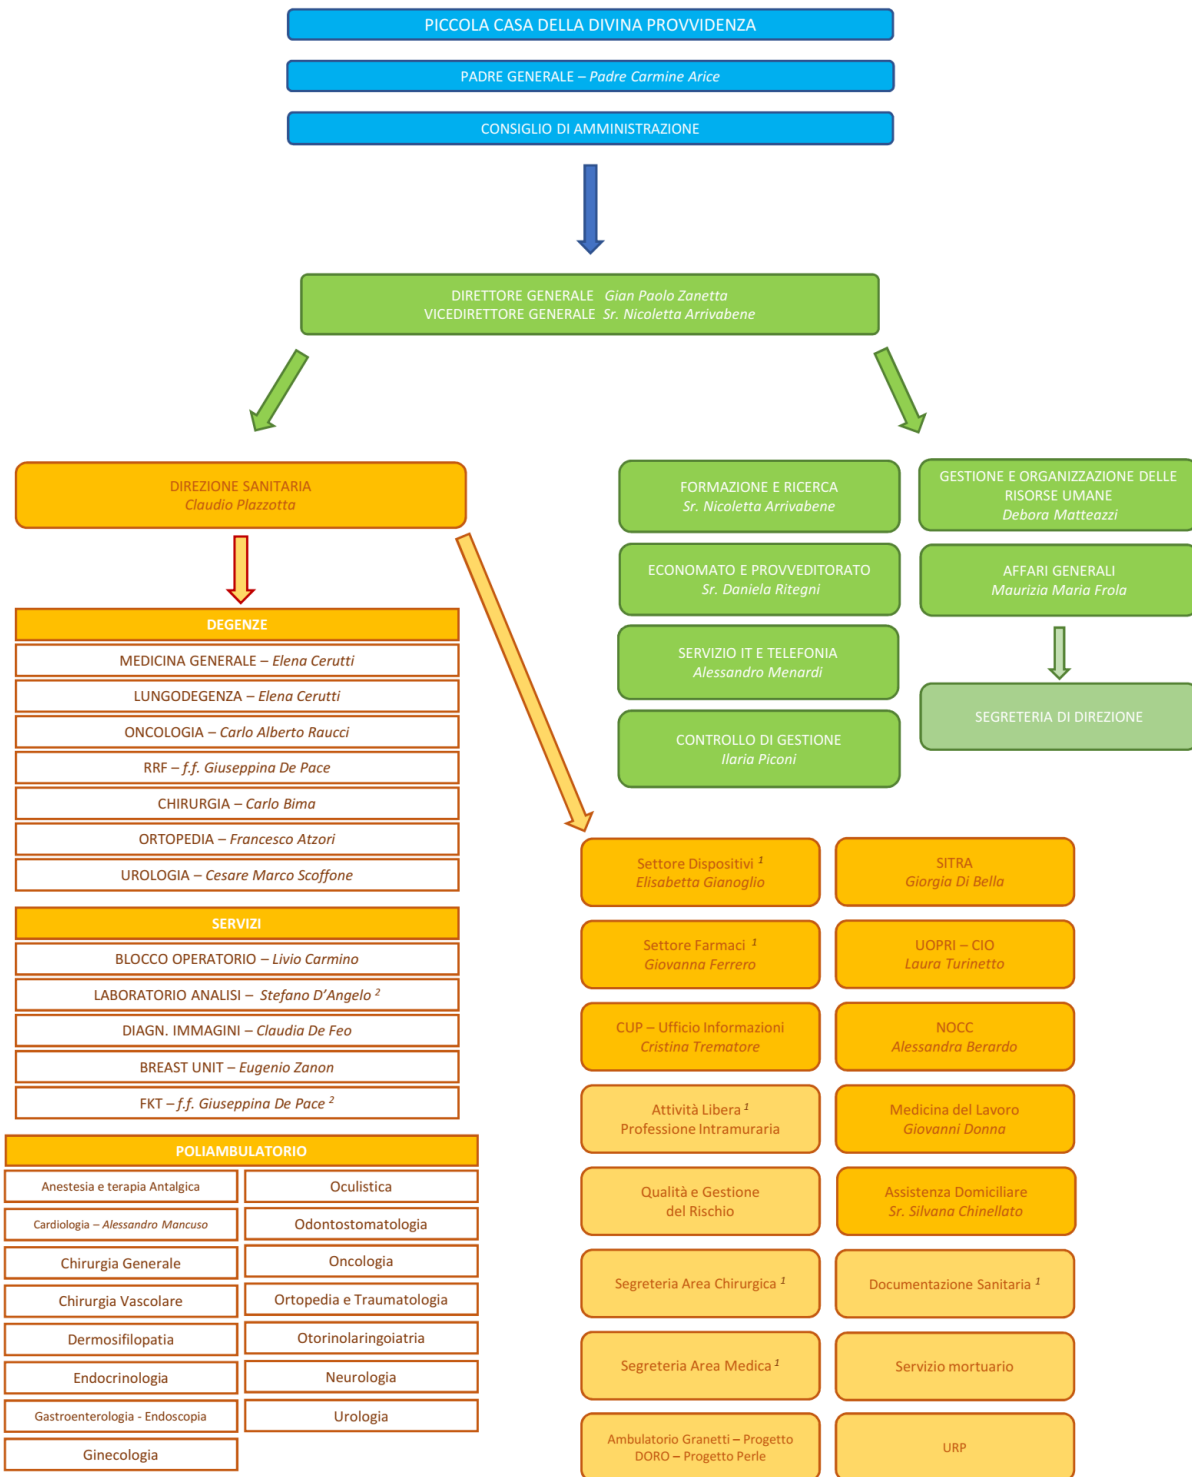 PICCOLA CASA DELLA DIVINA PROVVIDENZA
PADRE GENERALE – Padre Carmine Arice
CONSIGLIO DI AMMINISTRAZIONE
DIRETTORE GENERALE Gian Paolo Zanetta
VICEDIRETTORE GENERALE Sr. Nicoletta Arrivabene
DIREZIONE SANITARIA
Claudio Plazzotta
FORMAZIONE E RICERCA
Sr. Nicoletta Arrivabene
GESTIONE E ORGANIZZAZIONE DELLE
RISORSE UMANE
Debora Matteazzi
ECONOMATO E PROVVEDITORATO
Sr. Daniela Ritegni
AFFARI GENERALI
Maurizia Maria Frola
SERVIZIO IT E TELEFONIA
Alessandro Menardi
SEGRETERIA DI DIREZIONE
CONTROLLO DI GESTIONE
Ilaria Piconi
DEGENZE
MEDICINA GENERALE – Elena Cerutti
LUNGODEGENZA – Elena Cerutti
ONCOLOGIA – Carlo Alberto Raucci
RRF – f.f. Giuseppina De Pace
CHIRURGIA – Carlo Bima
ORTOPEDIA – Francesco Atzori
UROLOGIA – Cesare Marco Scoffone
SERVIZI
BLOCCO OPERATORIO – Livio Carmino
LABORATORIO ANALISI – Stefano D'Angelo 2
DIAGN. IMMAGINI – Claudia De Feo
BREAST UNIT – Eugenio Zanon
FKT – f.f. Giuseppina De Pace 2
POLIAMBULATORIO
Anestesia e terapia Antalgica
Oculistica
Cardiologia – Alessandro Mancuso
Odontostomatologia
Chirurgia Generale
Oncologia
Chirurgia Vascolare
Ortopedia e Traumatologia
Dermosifilopatia
Otorinolaringoiatria
Endocrinologia
Neurologia
Gastroenterologia - Endoscopia
Urologia
Ginecologia
Settore Dispositivi 1
Elisabetta Gianoglio
SITRA
Giorgia Di Bella
Settore Farmaci 1
Giovanna Ferrero
UOPRI – CIO
Laura Turinetto
CUP – Ufficio Informazioni
Cristina Trematore
NOCC
Alessandra Berardo
Attività Libera 1
Professione Intramuraria
Medicina del Lavoro
Giovanni Donna
Qualità e Gestione
del Rischio
Assistenza Domiciliare
Sr. Silvana Chinellato
Segreteria Area Chirurgica 1
Documentazione Sanitaria 1
Segreteria Area Medica 1
Servizio mortuario
Ambulatorio Granetti – Progetto
DORO – Progetto Perle
URP